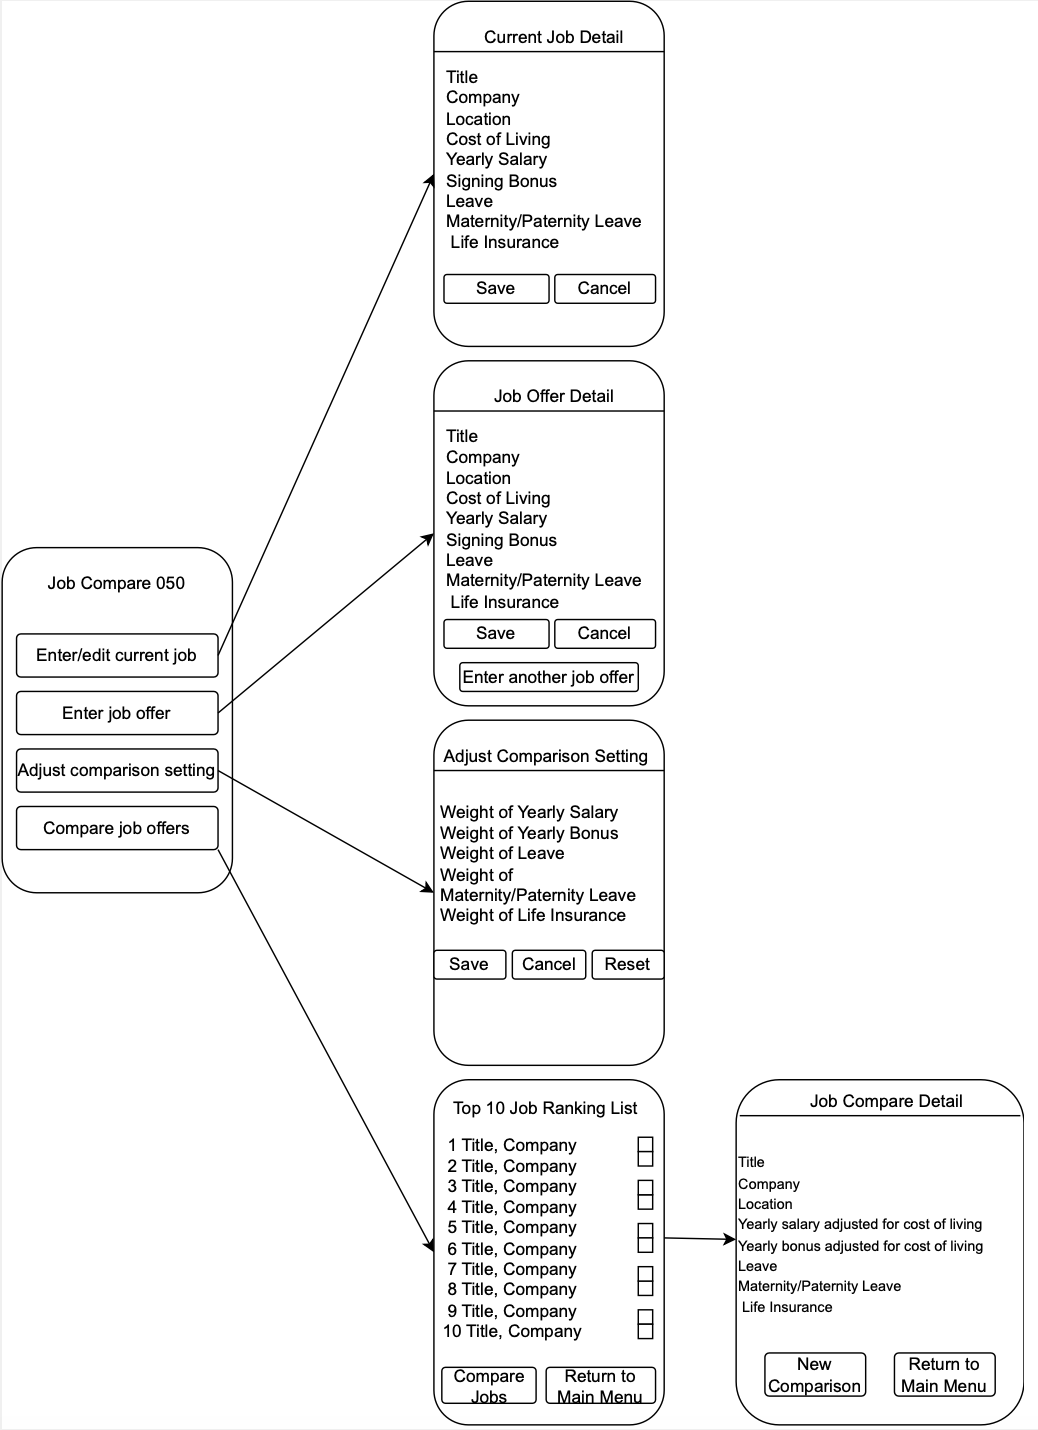 Current Job Detail
Title
Company
Location
Cost of Living
Yearly Salary
Signing Bonus
Leave
Maternity/Paternity Leave
Life Insurance
Save
Cancel
Job Offer Detail
Title
Company
Location
Cost of Living
Yearly Salary
Signing Bonus
Leave
Maternity/Paternity Leave
Life Insurance
Save
Cancel
Enter another job offer
Job Compare 050
Enter/edit current job
Enter job offer
Adjust comparison setting
Compare job offers
Adjust Comparison Setting
Weight of Yearly Salary
Weight of Yearly Bonus
Weight of Leave
Weight of
Maternity/Paternity Leave
Weight of Life Insurance
Save
Cancel
Reset
Top 10 Job Ranking List
1 Title, Company
2 Title, Company
3 Title, Company
4 Title, Company
5 Title, Company
6 Title, Company
7 Title, Company
8 Title, Company
9 Title, Company
10 Title, Company
Compare
Jobs
Return to
Main Menu
Job Compare Detail
Title
Company
Location
Yearly salary adjusted for cost of living
Yearly bonus adjusted for cost of living
Leave
Maternity/Paternity Leave
Life Insurance
New
Comparison
Return to
Main Menu